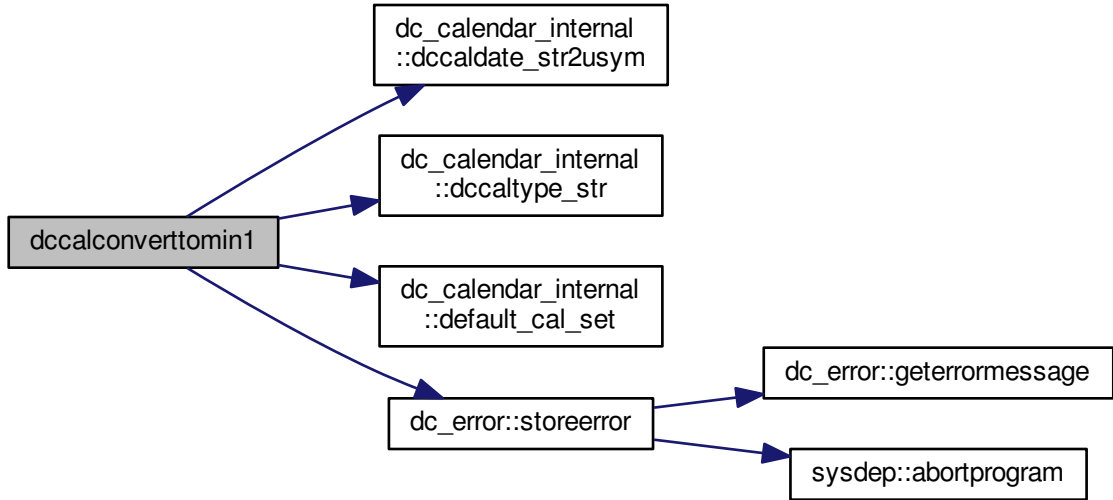 dc_calendar_internal
::dccaldate_str2usym
dc_calendar_internal
::dccaltype_str
dccalconverttomin1
dc_calendar_internal
::default_cal_set
dc_error::geterrormessage
dc_error::storeerror
sysdep::abortprogram